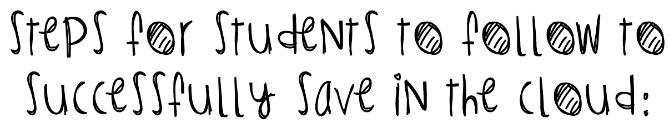 Steps for students to follow to
successfully save in the cloud: